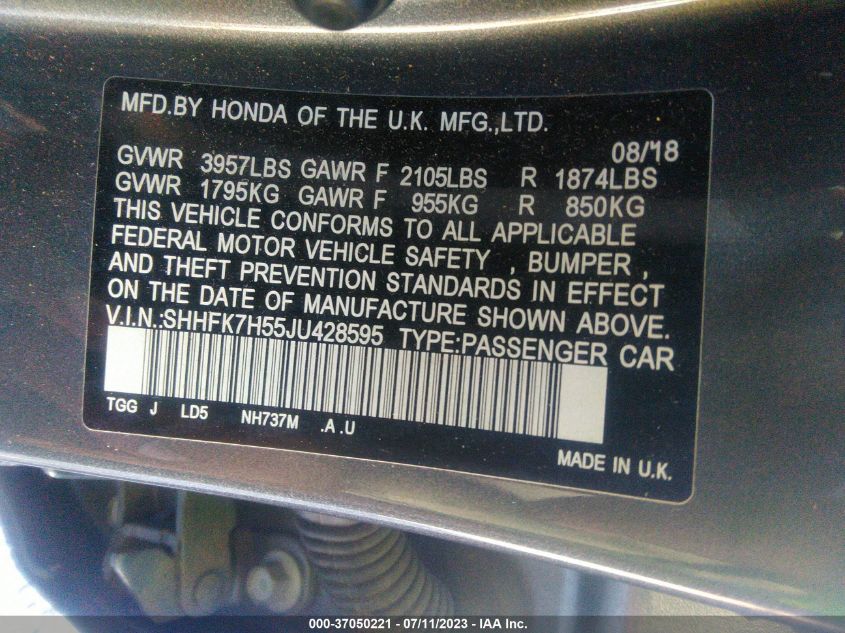 MFD.BY HONDA OF THE U.K. MFG.,LTD.
08/18
GVWR 3957LBS GAWR F 2105LBS R 1874LBS
GVWR 1795KG GAWR F 955KG R 850KG
THIS VEHICLE CONFORMS TO ALL APPLICABLE
FEDERAL MOTOR VEHICLE SAFETY , BUMPER ,
AND THEFT PREVENTION STANDARDS IN EFFECT
ON THE DATE OF MANUFACTURE SHOWN ABOVE.
V.I.N.:SHHFK7H55JU428595 TYPE:PASSENGER CAR
TGG J LD5 NH737M .A .U
MADE IN U.K.
000-37050221 - 07/11/2023 - IAA Inc.